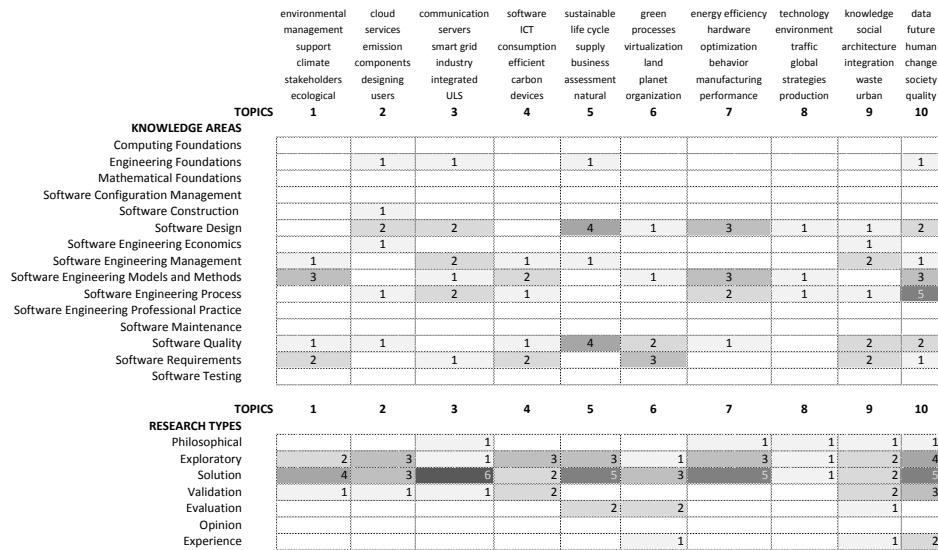 environmental cloud communication software sustainable green energy efficiency technology knowledge data
management services servers ICT life cycle processes hardware environment social future
support emission smart grid consumption supply virtualization optimization traffic architecture human
climate components industry efficient business land behavior global integration change
stakeholders designing integrated carbon assessment planet manufacturing strategies waste society
ecological users ULS devices natural organization performance production urban quality
TOPICS 1 2 3 4 5 6 7 8 9 10
KNOWLEDGE AREAS
Computing Foundations
Engineering Foundations 1 1 1 1
Mathematical Foundations
Software Configuration Management
Software Construction 1
Software Design 2 2 4 1 3 1 1 2
Software Engineering Economics 1 1
Software Engineering Management 1 2 1 1 2 1
Software Engineering Models and Methods 3 1 2 1 3 1 3
Software Engineering Process 1 2 1 2 1 1 5
Software Engineering Professional Practice
Software Maintenance
Software Quality 1 1 1 4 2 1 2 2
Software Requirements 2 1 2 3 2 1
Software Testing
TOPICS 1 2 3 4 5 6 7 8 9 10
RESEARCH TYPES
Philosophical 1 1 1 1 1
Exploratory 2 3 1 3 3 1 3 1 2 4
Solution 4 3 6 2 5 3 5 1 2 5
Validation 1 1 1 2 2 3
Evaluation 2 2 1
Opinion
Experience 1 1 2